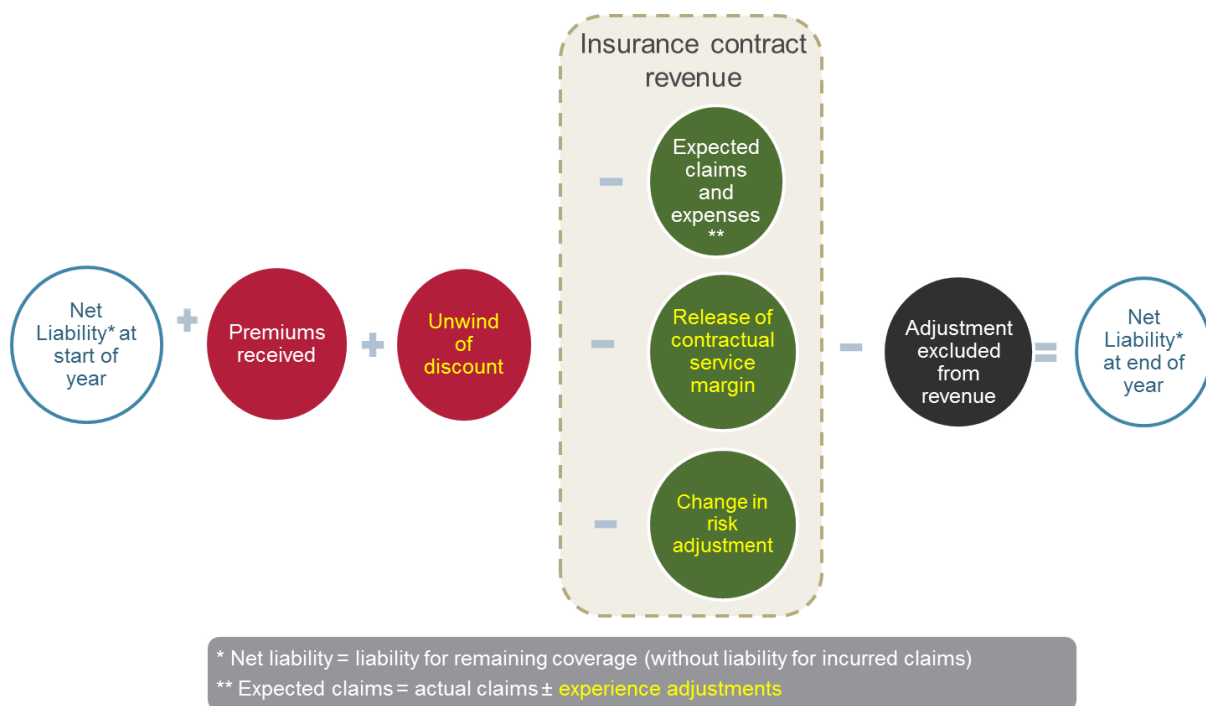 Insurance contract
revenue
–
Expected
claims
and
expenses
**
Net
Liability* at
start of
year
+
Premiums
received
+
Unwind
of
discount
–
Release of
contractual
service
margin
–
Adjustment
excluded
from
revenue
=
Net
Liability*
at end of
year
–
Change in
risk
adjustment
* Net liability = liability for remaining coverage (without liability for incurred claims)
** Expected claims = actual claims ± experience adjustments